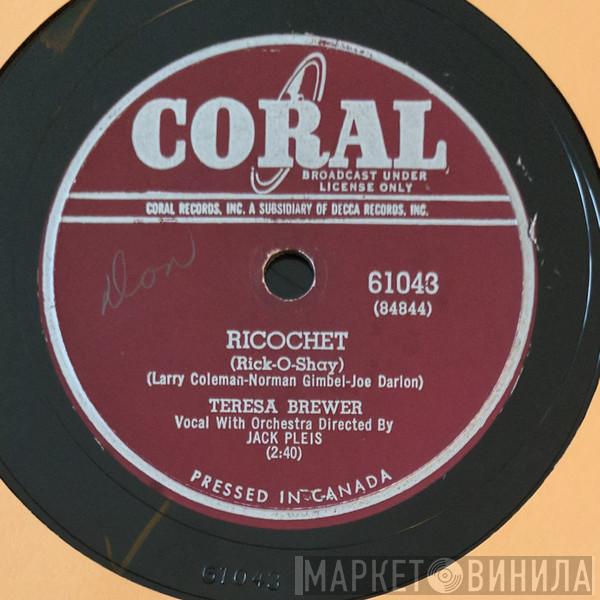 CORAL
BROADCAST UNDER
LICENSE ONLY
CORAL RECORDS, INC. A SUBSIDIARY OF DECCA RECORDS, INC.
Don
61043
(84844)
RICOCHET
(Rick-O-Shay)
(Larry Coleman-Norman Gimbel-Joe Darion)
TERESA BREWER
Vocal With Orchestra Directed By
JACK PLEIS
(2:40)
PRESSED IN CANADA
61043
МАРКЕТ ВИНИЛА